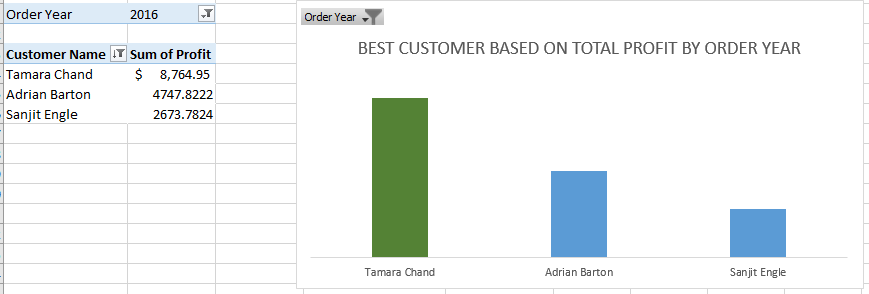 Order Year 2016
Customer Name Sum of Profit
Tamara Chand $ 8,764.95
Adrian Barton 4747.8222
Sanjit Engle 2673.7824
Order Year
BEST CUSTOMER BASED ON TOTAL PROFIT BY ORDER YEAR
Tamara Chand Adrian Barton Sanjit Engle